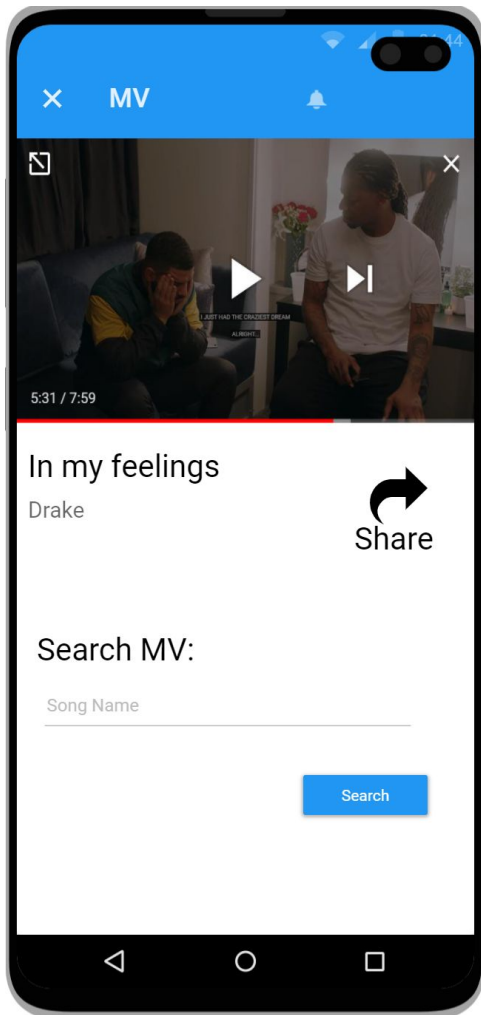 MV
I JUST HAD THE CRAZIEST DREAM
ALRIGHT...
5:31 / 7:59
In my feelings
Drake
Share
Search MV:
Song Name
Search